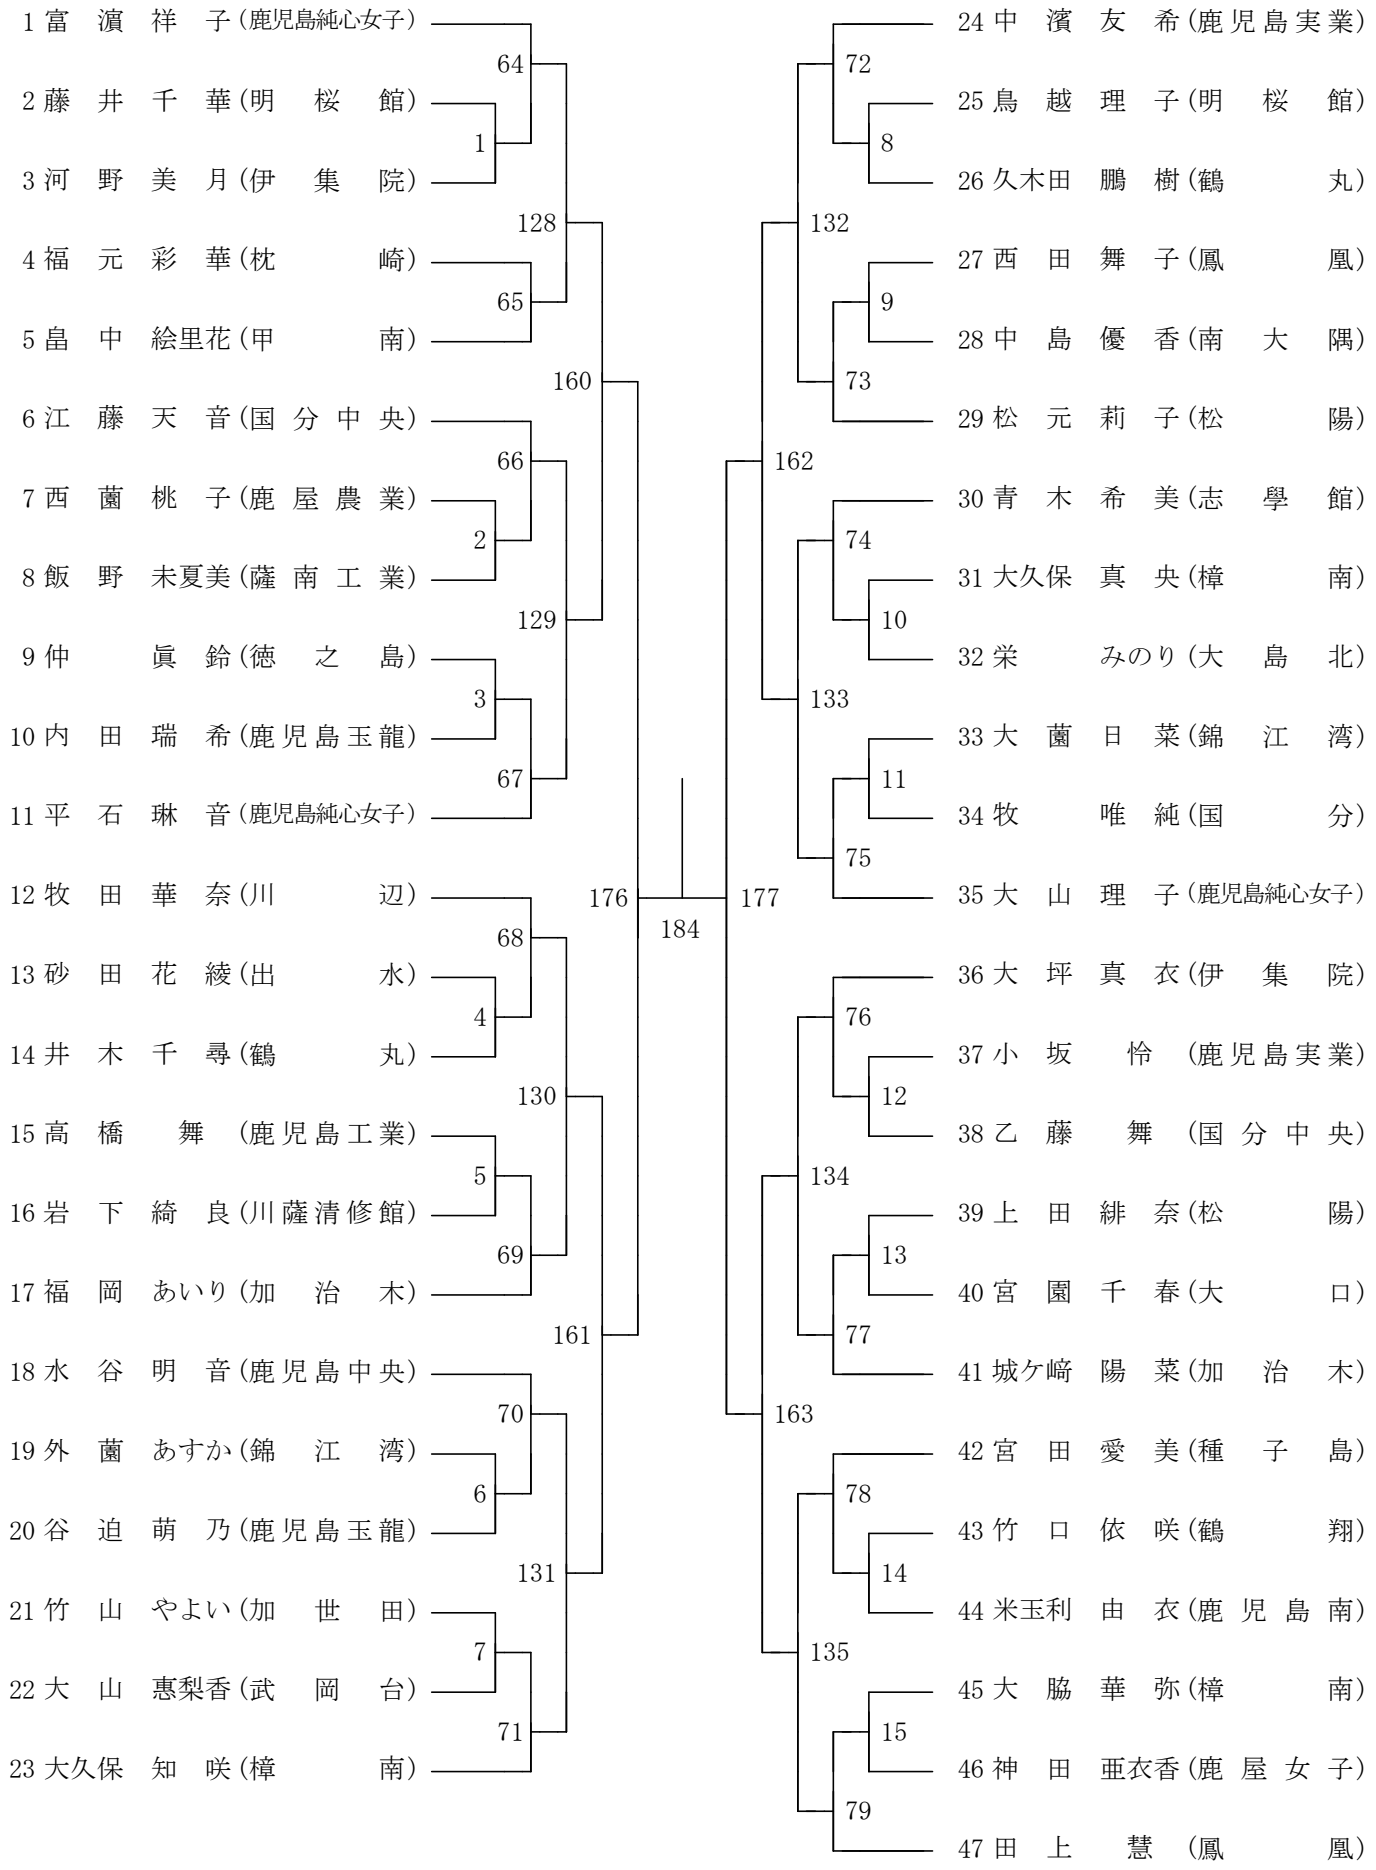 1 富 濵 祥 子 (鹿児島純心女子)
64
2 藤 井 千 華 (明 桜 館)
1
3 河 野 美 月 (伊 集 院)
128
4 福 元 彩 華 (枕 崎)
65
5 畠 中 絵里花 (甲 南)
160
6 江 藤 天 音 (国 分 中 央)
66
7 西 薗 桃 子 (鹿 屋 農 業)
2
8 飯 野 未夏美 (薩 南 工 業)
129
9 仲 眞 鈴 (徳 之 島)
3
10 内 田 瑞 希 (鹿児島玉龍)
67
11 平 石 琳 音 (鹿児島純心女子)
12 牧 田 華 奈 (川 辺)
176
68
13 砂 田 花 綾 (出 水)
4
14 井 木 千 尋 (鶴 丸)
130
15 高 橋 舞 (鹿児島工業)
5
16 岩 下 綺 良 (川薩清修館)
69
17 福 岡 あいり (加 治 木)
161
18 水 谷 明 音 (鹿児島中央)
70
19 外 薗 あすか (錦 江 湾)
6
20 谷 迫 萌 乃 (鹿児島玉龍)
131
21 竹 山 やよい (加 世 田)
7
22 大 山 惠梨香 (武 岡 台)
71
23 大久保 知 咲 (樟 南)
184
24 中 濱 友 希 (鹿児島実業)
72
25 鳥 越 理 子 (明 桜 館)
8
26 久木田 鵬 樹 (鶴 丸)
132
27 西 田 舞 子 (鳳 凰)
9
28 中 島 優 香 (南 大 隅)
73
29 松 元 莉 子 (松 陽)
162
30 青 木 希 美 (志 學 館)
74
31 大久保 真 央 (樟 南)
10
32 栄 みのり (大 島 北)
133
33 大 薗 日 菜 (錦 江 湾)
11
34 牧 唯 純 (国 分)
75
35 大 山 理 子 (鹿児島純心女子)
177
36 大 坪 真 衣 (伊 集 院)
76
37 小 坂 怜 (鹿児島実業)
12
38 乙 藤 舞 (国 分 中 央)
134
39 上 田 緋 奈 (松 陽)
13
40 宮 園 千 春 (大 口)
77
41 城ケ﨑 陽 菜 (加 治 木)
163
42 宮 田 愛 美 (種 子 島)
78
43 竹 口 依 咲 (鶴 翔)
14
44 米玉利 由 衣 (鹿 児 島 南)
135
45 大 脇 華 弥 (樟 南)
15
46 神 田 亜衣香 (鹿 屋 女 子)
79
47 田 上 慧 (鳳 凰)